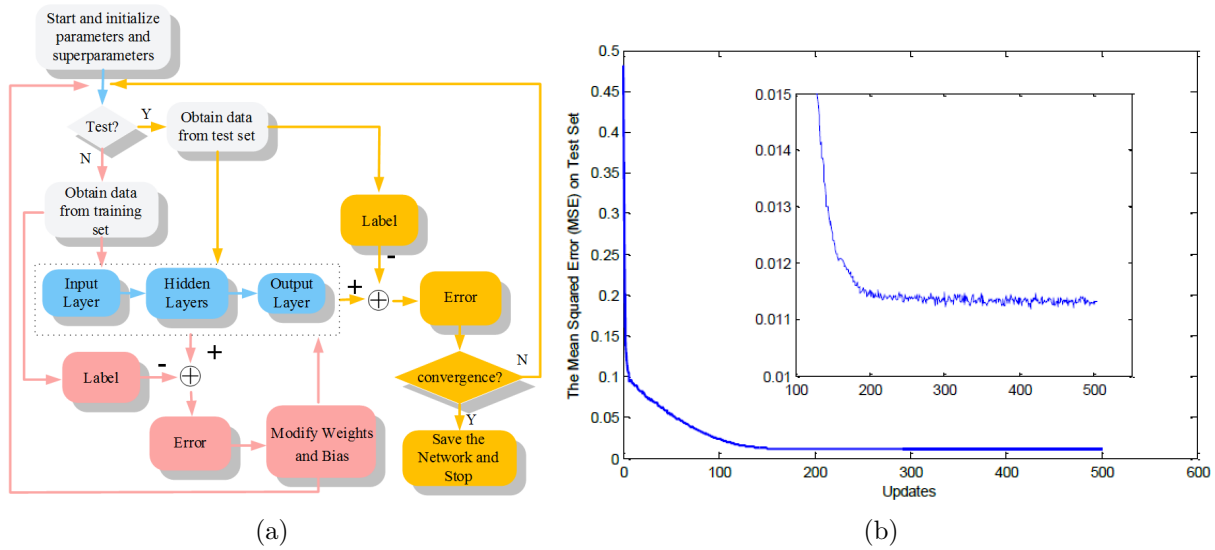 Start and initialize
parameters and
superparameters
Test?
Y
N
Obtain data
from test set
Obtain data
from training
set
Label
-
Input
Layer
Hidden
Layers
Output
Layer
+
Error
+
-
Label
N
convergence?
Y
Error
Modify Weights
and Bias
Save the
Network and
Stop
(a)
The Mean Squared Error (MSE) on Test Set
0.5
0.45
0.4
0.35
0.3
0.25
0.2
0.15
0.1
0.05
0
0 100 200 300 400 500 600
Updates
0.015
0.014
0.013
0.012
0.011
0.01
100 200 300 400 500
(b)